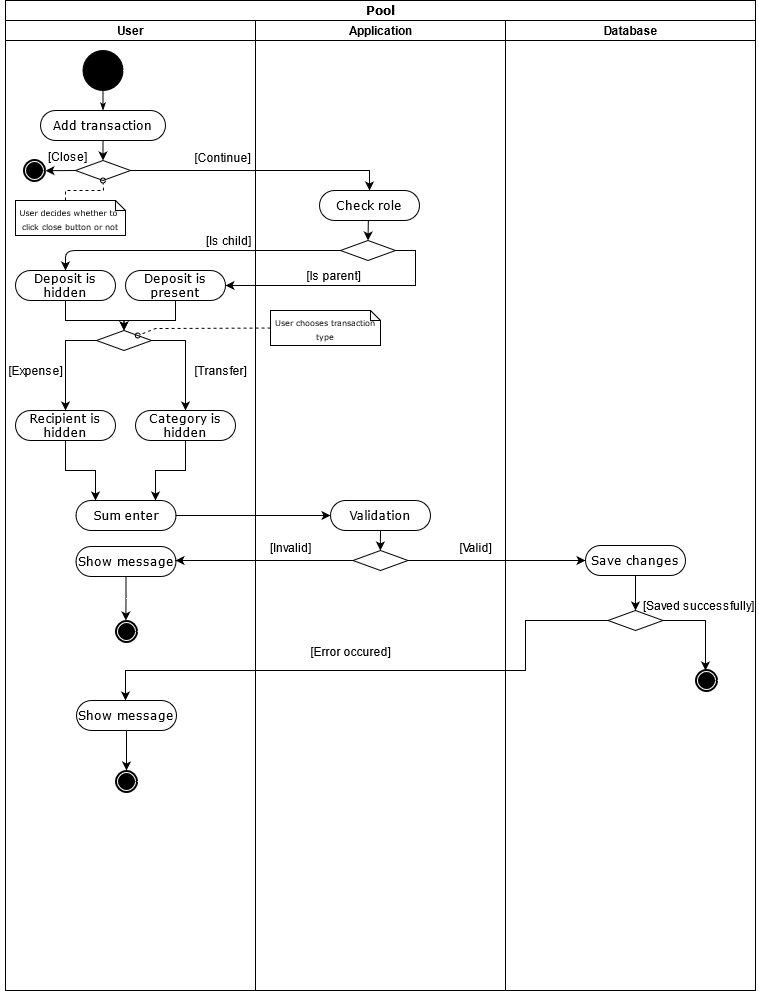 Pool
User
Application
Database
Add transaction
[Close]
[Continue]
User decides whether to
click close button or not
Check role
[Is child]
[Is parent]
Deposit is
hidden
Deposit is
present
User chooses transaction
type
[Expense]
[Transfer]
Recipient is
hidden
Category is
hidden
Sum enter
Validation
[Invalid]
[Valid]
Show message
Save changes
[Saved successfully]
[Error occured]
Show message